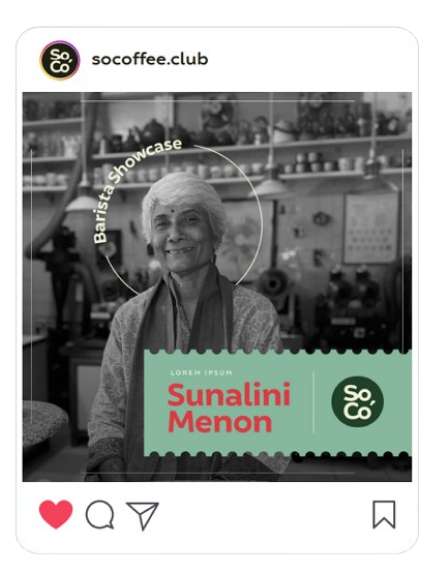 So.
Co.
socoffee.club
Barista Showcase
LOREM IPSUM
Sunalini
Menon
So.
Co.